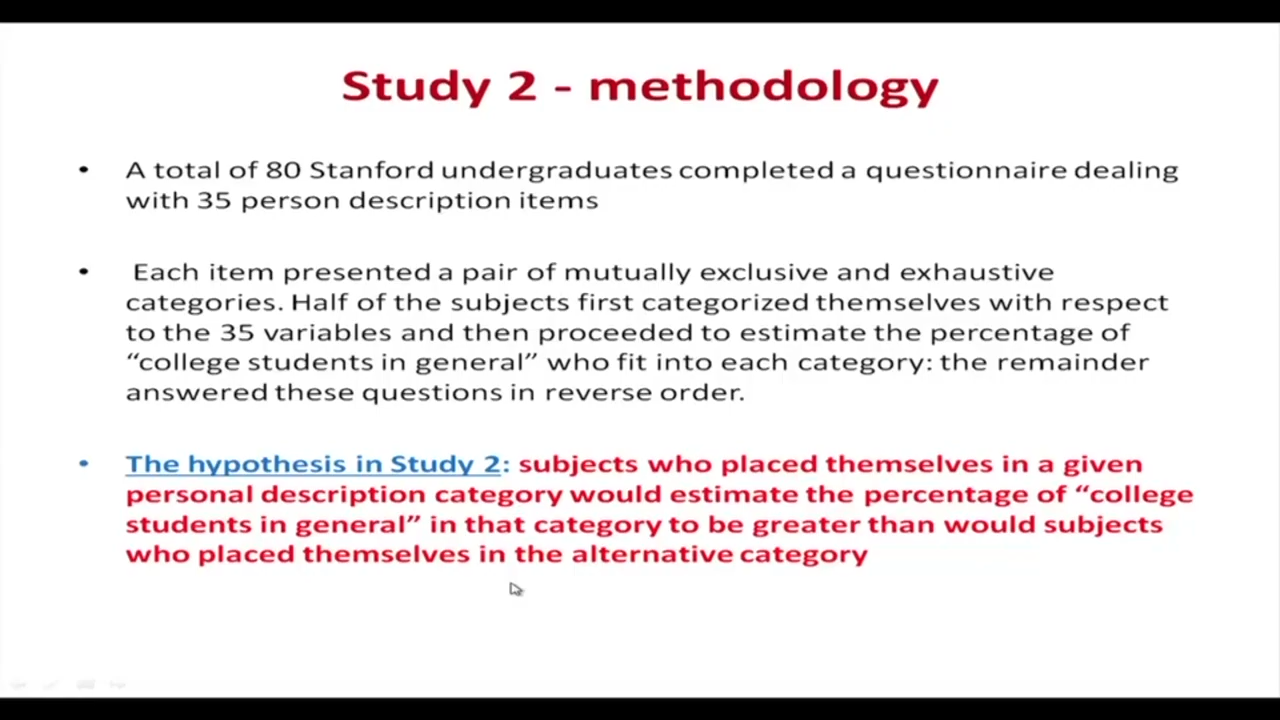 Study 2 - methodology
• A total of 80 Stanford undergraduates completed a questionnaire dealing
with 35 person description items
• Each item presented a pair of mutually exclusive and exhaustive
categories. Half of the subjects first categorized themselves with respect
to the 35 variables and then proceeded to estimate the percentage of
“college students in general” who fit into each category: the remainder
answered these questions in reverse order.
• The hypothesis in Study 2: subjects who placed themselves in a given
personal description category would estimate the percentage of “college
students in general” in that category to be greater than would subjects
who placed themselves in the alternative category